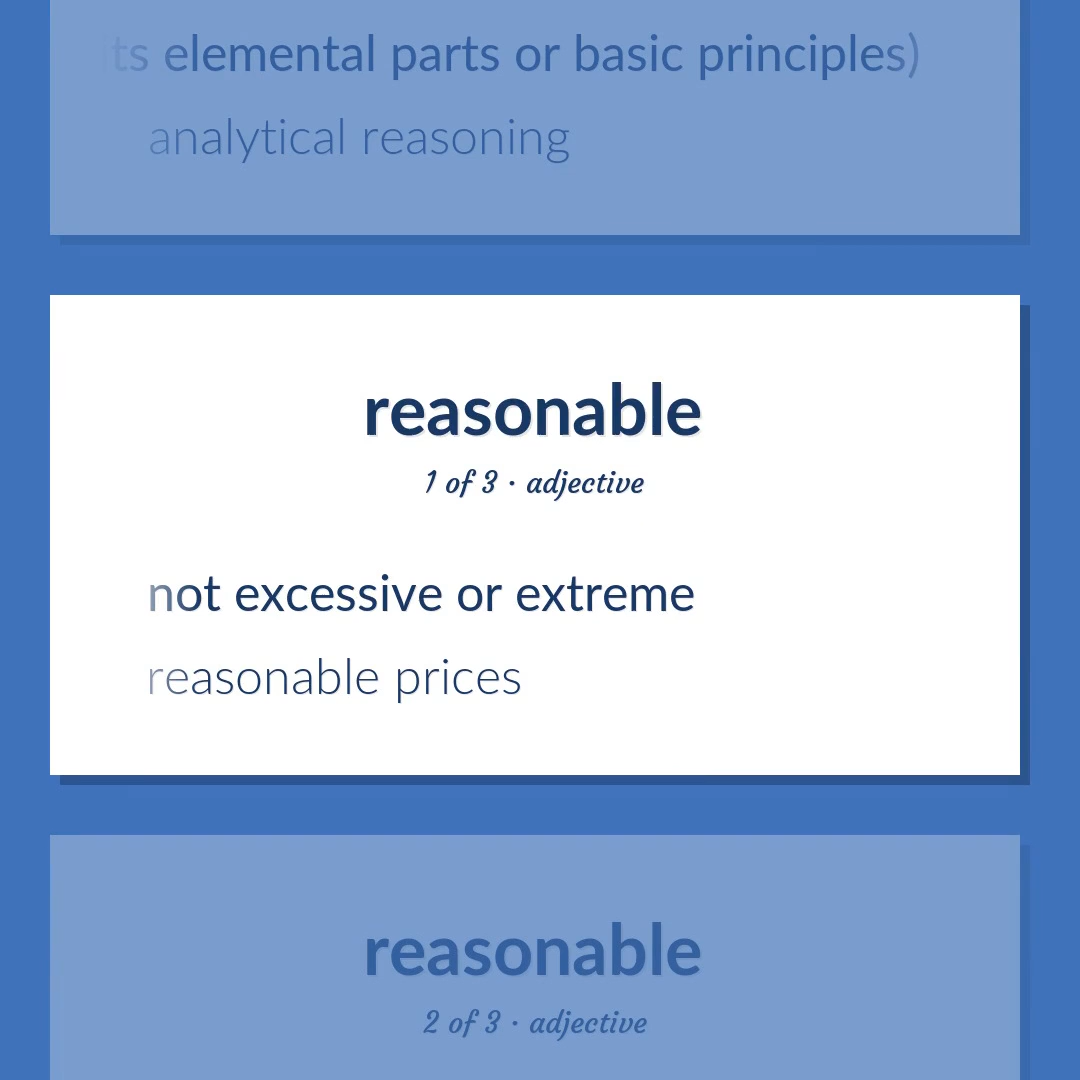 its elemental parts or basic principles)
analytical reasoning
reasonable
1 of 3 · adjective
not excessive or extreme
reasonable prices
reasonable
2 of 3 · adjective